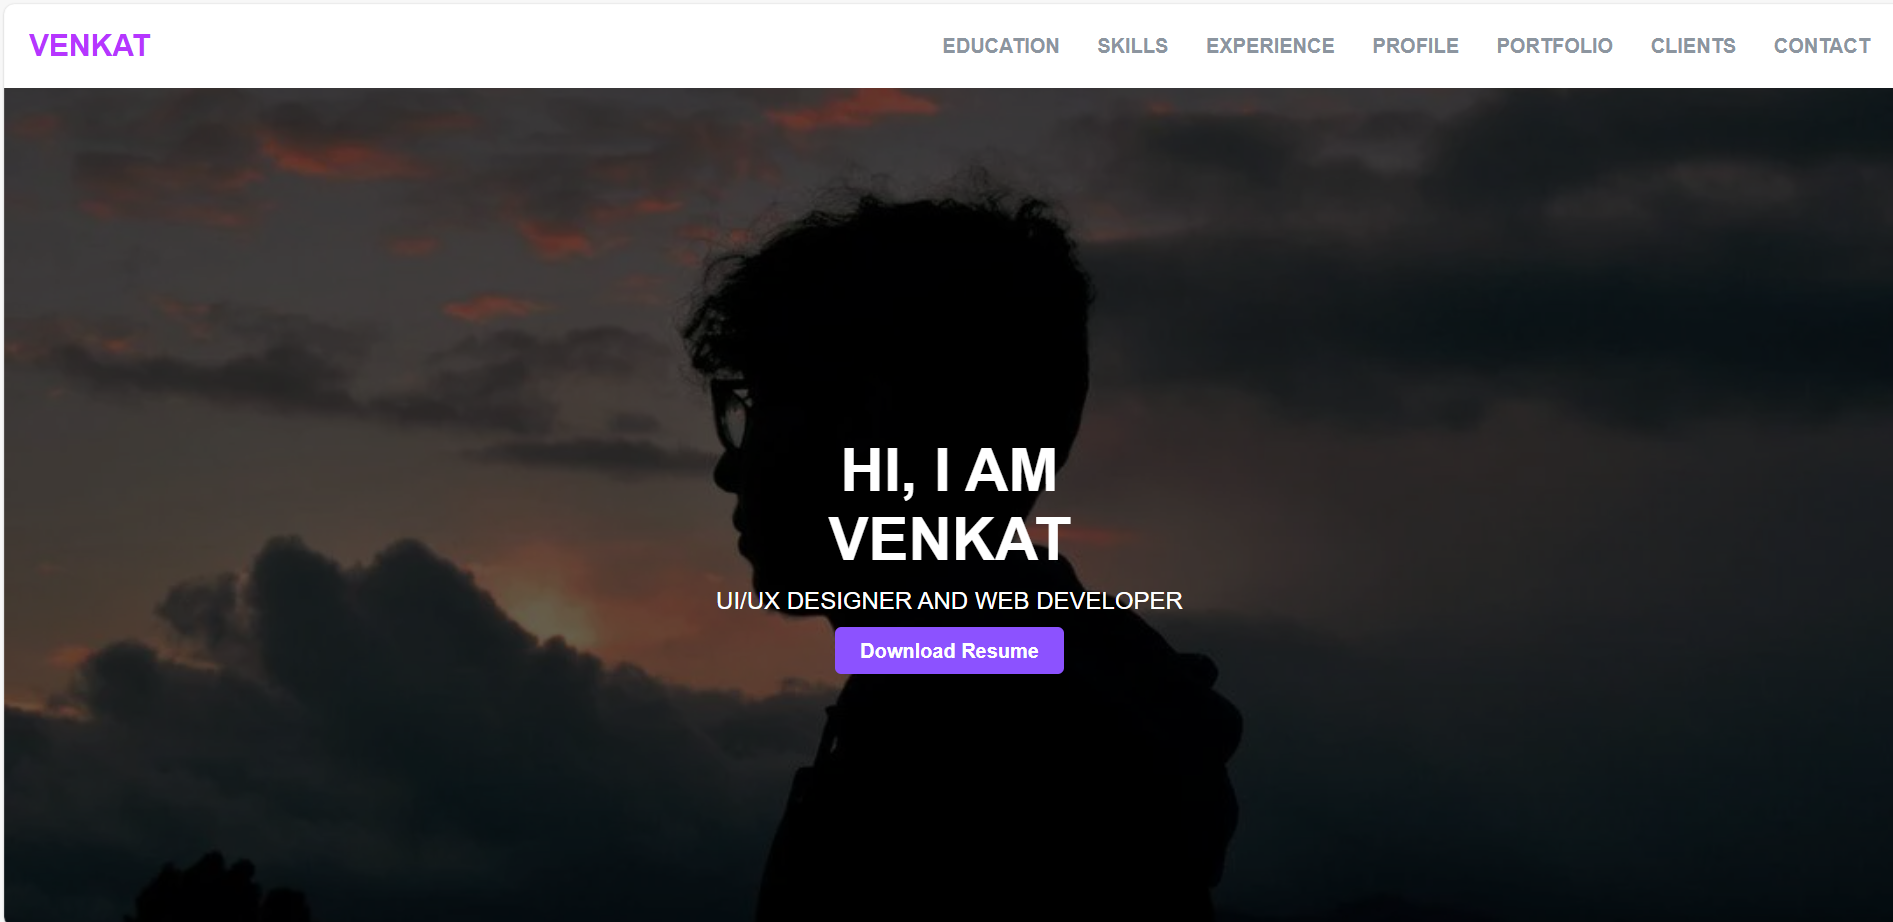 VENKAT
EDUCATION SKILLS EXPERIENCE PROFILE PORTFOLIO CLIENTS CONTACT
HI, I AM
VENKAT
UI/UX DESIGNER AND WEB DEVELOPER
Download Resume